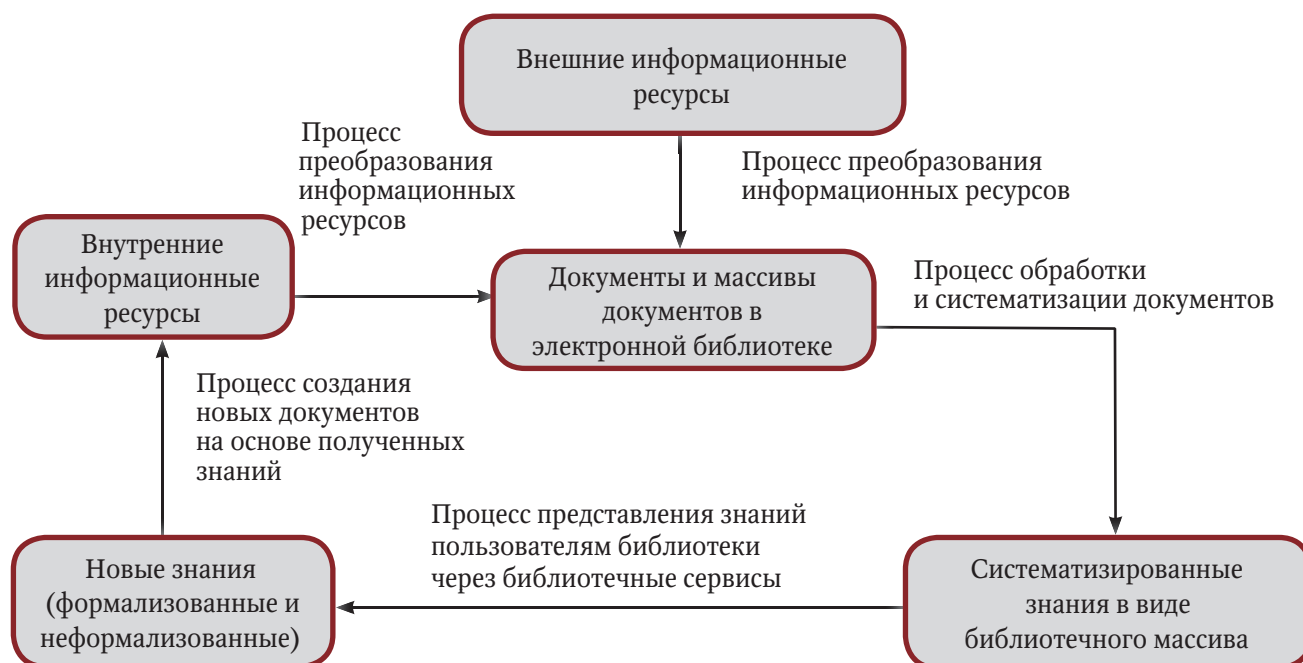 Внешние информационные
ресурсы
Процесс
преобразования
информационных
ресурсов
Процесс преобразования
информационных ресурсов
Внутренние
информационные
ресурсы
Документы и массивы
документов в
электронной библиотеке
Процесс обработки
и систематизации документов
Процесс создания
новых документов
на основе полученных
знаний
Процесс представления знаний
пользователям библиотеки
через библиотечные сервисы
Новые знания
(формализованные и
неформализованные)
Систематизированные
знания в виде
библиотечного массива